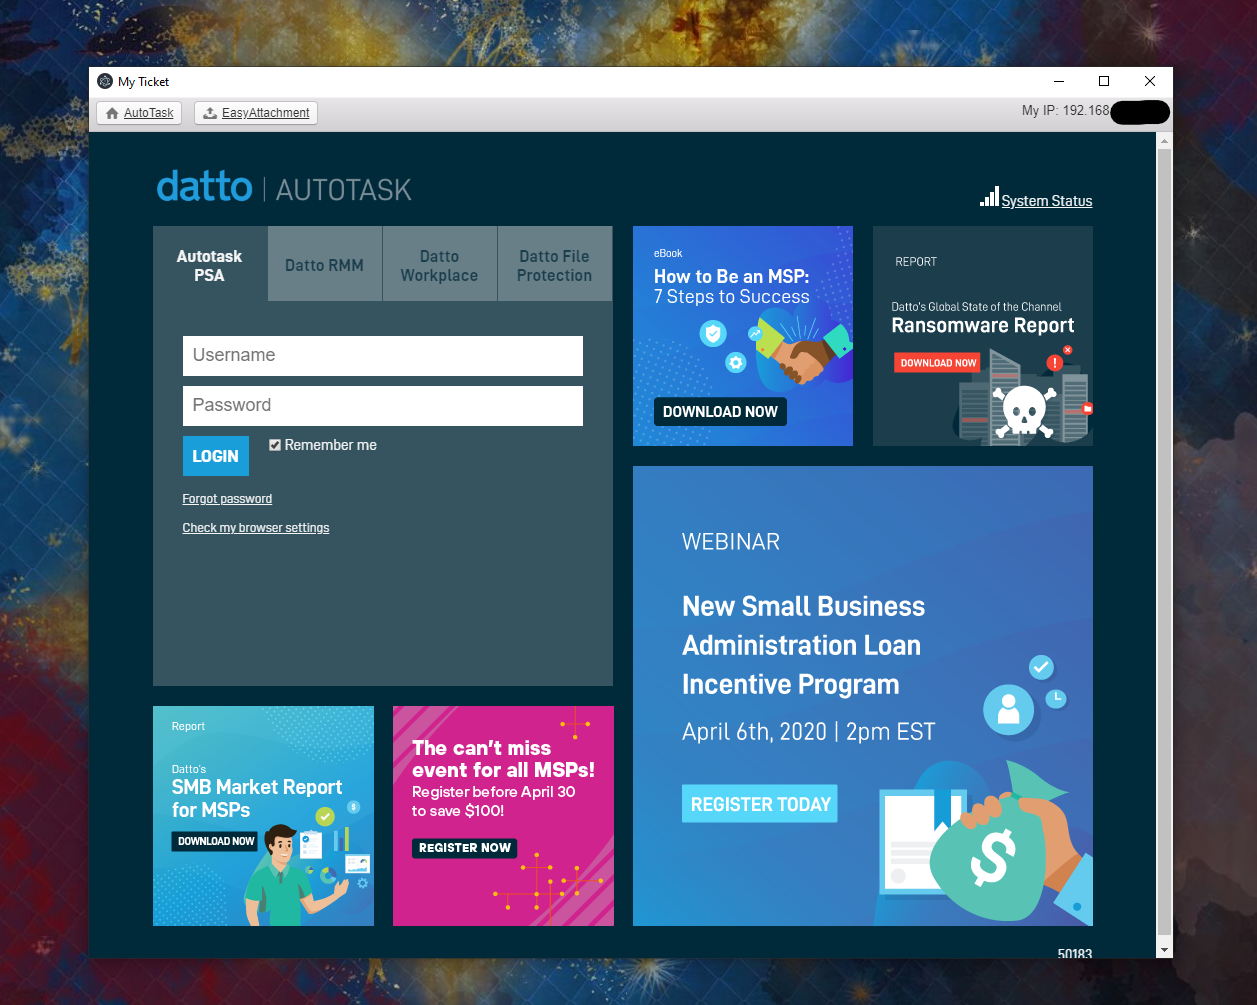 My Ticket
AutoTask
EasyAttachment
My IP: 192.168
datto | AUTOTASK
System Status
Autotask
PSA
Datto RMM
Datto
Workplace
Datto File
Protection
Username
Password
LOGIN
Remember me
Forgot password
Check my browser settings
eBook
How to Be an MSP:
7 Steps to Success
DOWNLOAD NOW
REPORT
Datto's Global State of the Channel
Ransomware Report
DOWNLOAD NOW
WEBINAR
New Small Business
Administration Loan
Incentive Program
April 6th, 2020 | 2pm EST
REGISTER TODAY
$
Report
Datto's
SMB Market Report
for MSPs
DOWNLOAD NOW
$
The can't miss
event for all MSPs!
Register before April 30
to save $100!
REGISTER NOW
50183